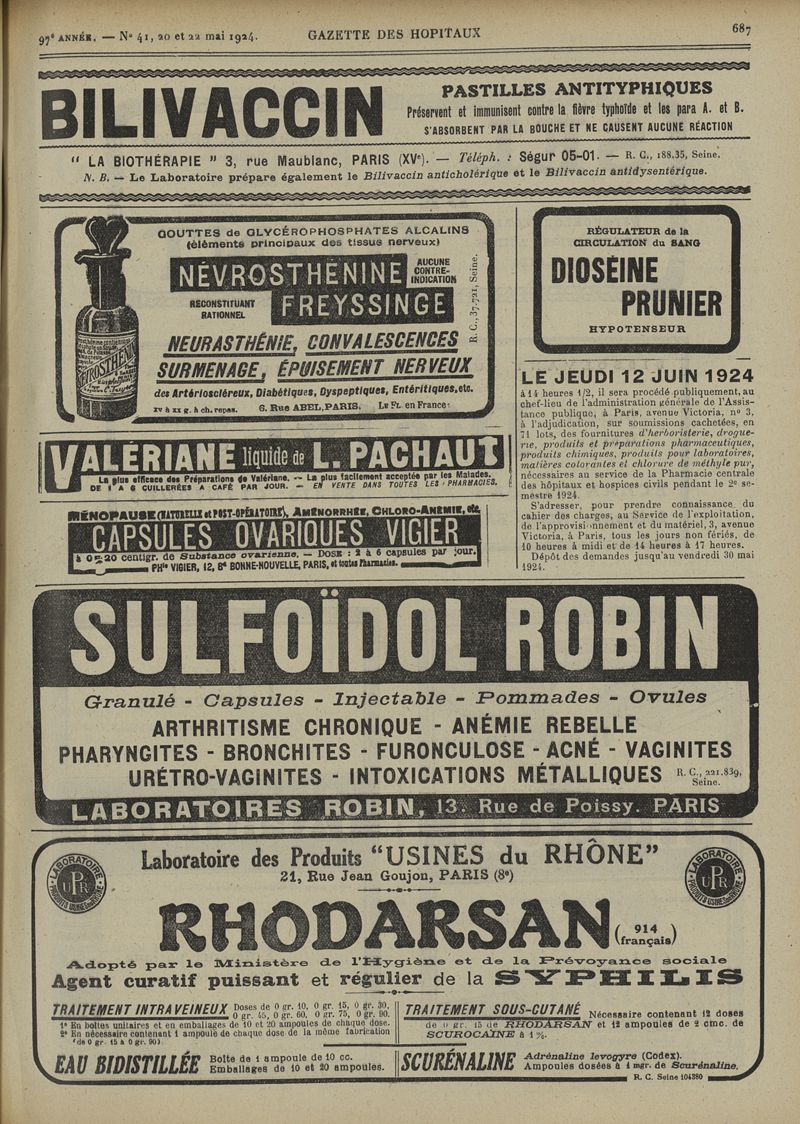 97e ANNÉE. — N° 41, 20 et 22 mai 1924.
GAZETTE DES HOPITAUX
687
BILIVACCIN
PASTILLES ANTITYPHIQUES
Préservent et immunisent contre la fièvre typhoïde et les para A. et B.
S'ABSORBENT PAR LA BOUCHE ET NE CAUSENT AUCUNE RÉACTION
“ LA BIOTHÉRAPIE ” 3, rue Maublanc, PARIS (XVe). — Téléph. : Ségur 05-01. — R. C., 188.35, Seine.
N. B. — Le Laboratoire prépare également le Bilivaccin anticholérique et le Bilivaccin antidysentérique.
GOUTTES de GLYCÉROPHOSPHATES ALCALINS
(éléments principaux des tissus nerveux)
NÉVROSTHÉNINE
AUCUNE
CONTRE-
INDICATION
RECONSTITUANT
RATIONNEL
FREYSSINGE
R. C., 37.721, Seine.
NEURASTHÉNIE, CONVALESCENCES
SURMENAGE, ÉPUISEMENT NERVEUX
des Artérioscléreux, Diabétiques, Dyspeptiques, Entéritiques, etc.
XV à XX g. à ch. repas. 6. Rue ABEL, PARIS. Le FL. en France:
VALÉRIANE liquide de L. PACHAUT
La plus efficace des Préparations de Valériane. — La plus facilement acceptée par les Malades.
DE 1 A 6 CUILLERÉES A CAFÉ PAR JOUR. — EN VENTE DANS TOUTES LES PHARMACIES.
MÉNOPAUSE (NATURELLE et POST-OPÉRATOIRE), AMÉNORRHÉE, CHLORO-ANÉMIE, etc.
CAPSULES OVARIQUES VIGIER
à 0gr20 centigr. de Substance ovarienne. — DOSE : 2 à 6 capsules par jour.
PHie VIGIER, 12, Bd BONNE-NOUVELLE, PARIS, et toutes Pharmacies.
RÉGULATEUR de la
CIRCULATION du SANG
DIOSÉINE
PRUNIER
HYPOTENSEUR
LE JEUDI 12 JUIN 1924
à 14 heures 1/2, il sera procédé publiquement, au
chef-lieu de l'administration générale de l'Assis-
tance publique, à Paris, avenue Victoria, n° 3,
à l'adjudication, sur soumissions cachetées, en
71 lots, des fournitures d'herboristerie, drogue-
rie, produits et préparations pharmaceutiques,
produits chimiques, produits pour laboratoires,
matières colorantes et chlorure de méthyle pur,
nécessaires au service de la Pharmacie centrale
des hôpitaux et hospices civils pendant le 2e se-
mestre 1924.
S'adresser, pour prendre connaissance du
cahier des charges, au Service de l'exploitation,
de l'approvisionnement et du matériel, 3, avenue
Victoria, à Paris, tous les jours non fériés, de
10 heures à midi et de 14 heures à 17 heures.
Dépôt des demandes jusqu'au vendredi 30 mai
1924.
SULFOÏDOL ROBIN
Granulé - Capsules - Injectable - Pommades - Ovules
ARTHRITISME CHRONIQUE - ANÉMIE REBELLE
PHARYNGITES - BRONCHITES - FURONCULOSE - ACNÉ - VAGINITES
URÉTRO-VAGINITES - INTOXICATIONS MÉTALLIQUES R. C., 221.839, Seine.
LABORATOIRES ROBIN, 13, Rue de Poissy. PARIS
Laboratoire des Produits “USINES du RHÔNE”
21, Rue Jean Goujon, PARIS (8e)
RHODARSAN (914 français)
Adopté par le Ministère de l'Hygiène et de la Prévoyance sociale
Agent curatif puissant et régulier de la SYPHILIS
TRAITEMENT INTRAVEINEUX Doses de 0 gr. 10, 0 gr. 15, 0 gr. 30,
0 gr. 45, 0 gr. 60, 0 gr. 75, 0 gr. 90.
1° En boîtes unitaires et en emballages de 10 et 20 ampoules de chaque dose.
2° En nécessaire contenant 1 ampoule de chaque dose de la même fabrication
(de 0 gr. 15 à 0 gr. 90)
TRAITEMENT SOUS-CUTANÉ Nécessaire contenant 12 doses
de 0 gr. 15 de RHODARSAN et 12 ampoules de 2 cmc. de
SCUROCAÏNE à 1 %.
EAU BIDISTILLÉE Boîte de 1 ampoule de 10 cc.
Emballages de 10 et 20 ampoules.
SCURÉNALINE Adrénaline levogyre (Codex).
Ampoules dosées à 1 mgr. de Scurénaline.
R. C. Seine 104380